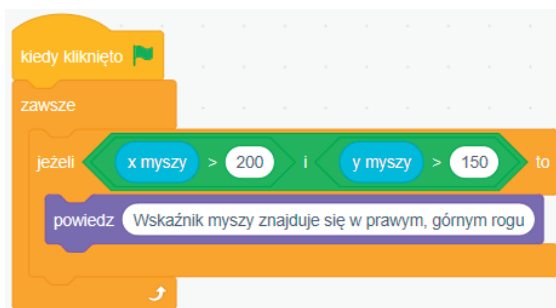 kiedy kliknięto
zawsze
jeżeli x myszy > 200 i y myszy > 150 to
powiedz Wskaźnik myszy znajduje się w prawym, górnym rogu